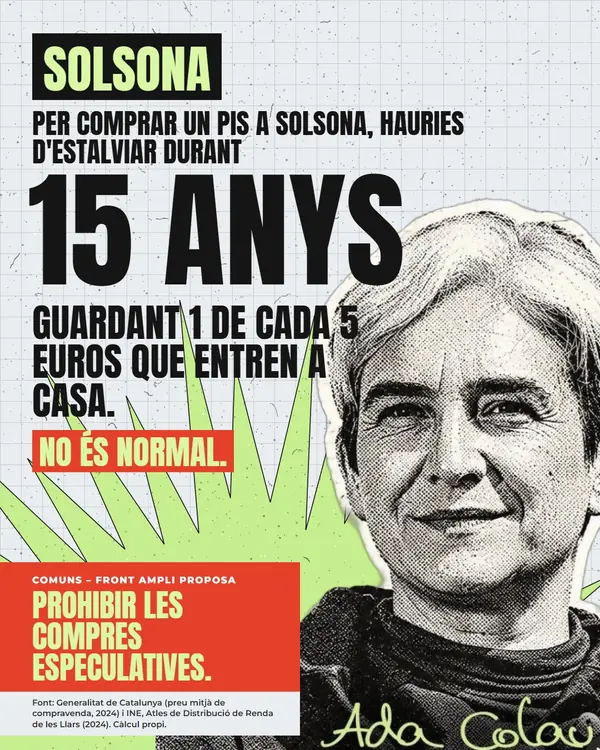 SOLSONA
PER COMPRAR UN PIS A SOLSONA, HAURIES
D'ESTALVIAR DURANT
15 ANYS
GUARDANT 1 DE CADA 5
EUROS QUE ENTREN A
CASA.
NO ÉS NORMAL.
COMUNS – FRONT AMPLI PROPOSA
PROHIBIR LES
COMPRES
ESPECULATIVES.
Font: Generalitat de Catalunya (preu mitjà de
compravenda, 2024) i INE, Atles de Distribució de Renda
de les Llars (2024). Càlcul propi.
Ada Colau